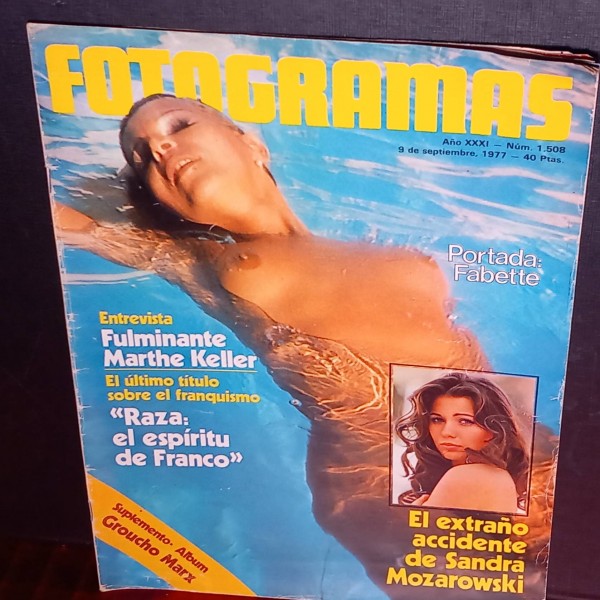 FOTOGRAMAS
Año XXXI – Núm. 1.508
9 de septiembre, 1977 – 40 Ptas.
Portada:
Fabette
Entrevista
Fulminante
Marthe Keller
El último título
sobre el franquismo
«Raza:
el espíritu
de Franco»
Suplemento-Album
Groucho Marx
El extraño
accidente
de Sandra
Mozarowski